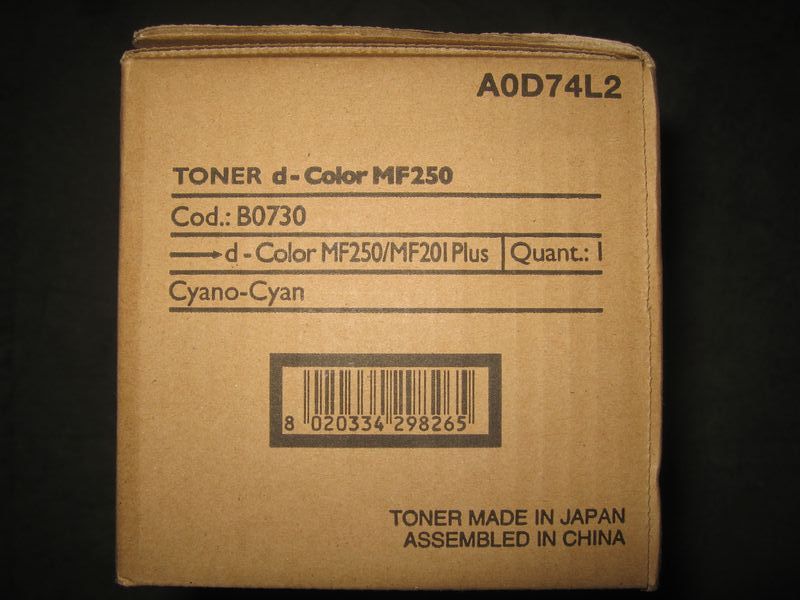 A0D74L2
TONER d-Color MF250
Cod.: B0730
→d-Color MF250/MF201 Plus Quant.: 1
Cyano-Cyan
8 020334 298265
TONER MADE IN JAPAN
ASSEMBLED IN CHINA